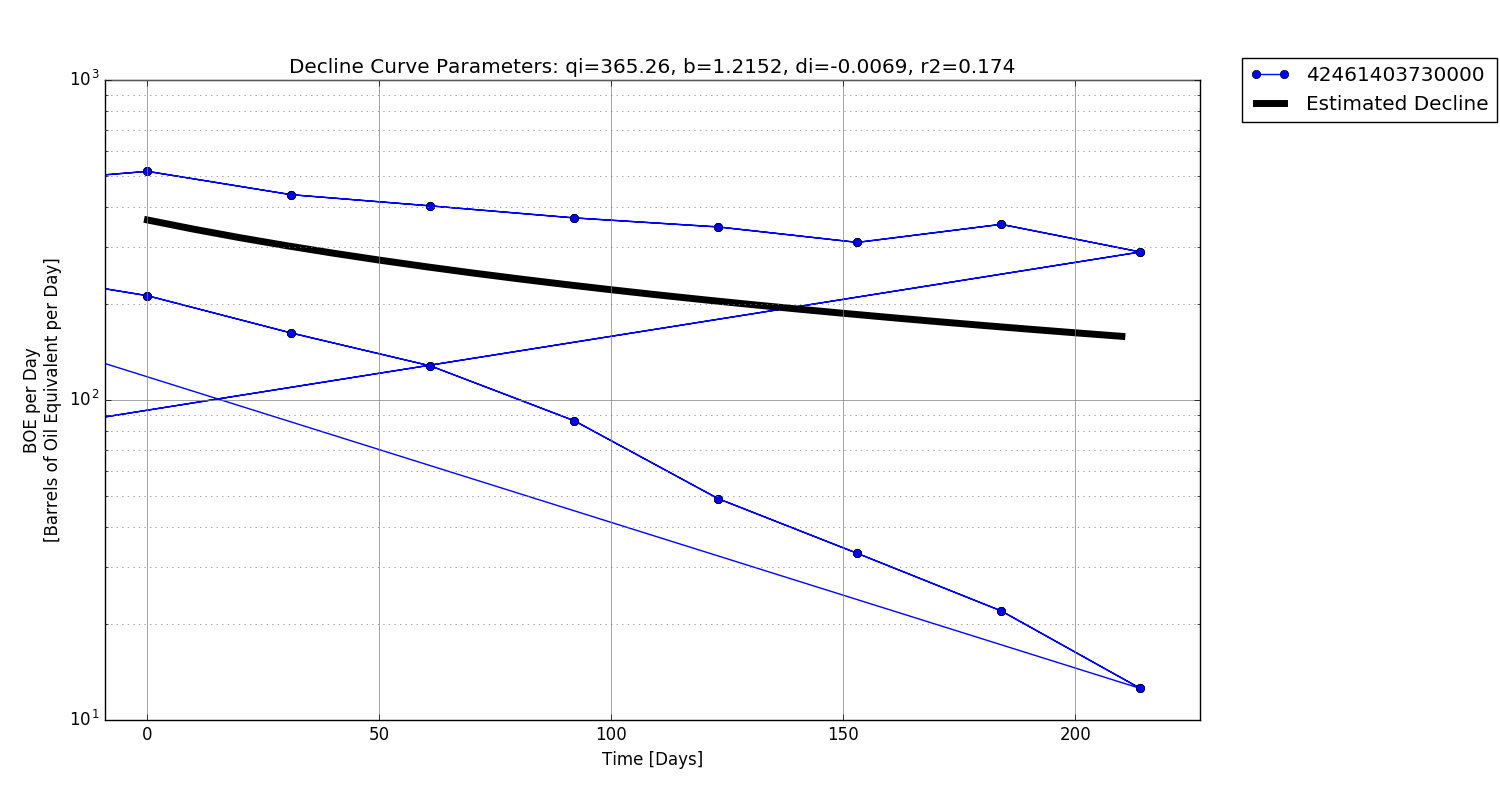 Decline Curve Parameters: qi=365.26, b=1.2152, di=-0.0069, r2=0.174
42461403730000
Estimated Decline
10³
10²
10¹
BOE per Day
[Barrels of Oil Equivalent per Day]
0 50 100 150 200
Time [Days]